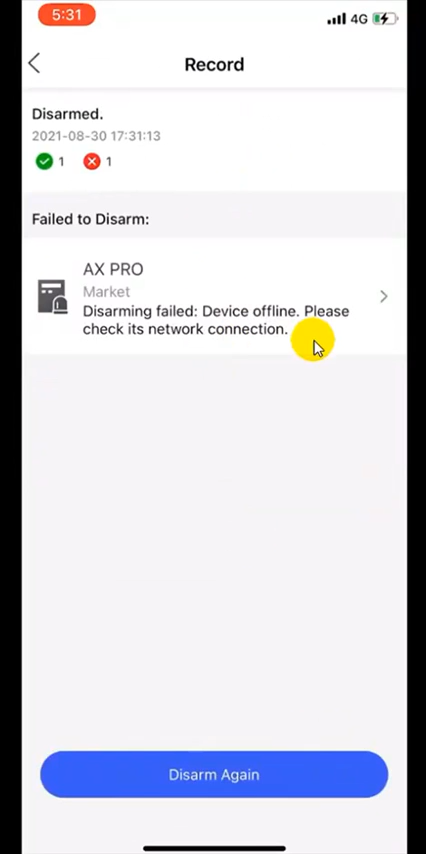 5:31
4G
Record
Disarmed.
2021-08-30 17:31:13
1 1
Failed to Disarm:
AX PRO
Market
Disarming failed: Device offline. Please
check its network connection.
Disarm Again